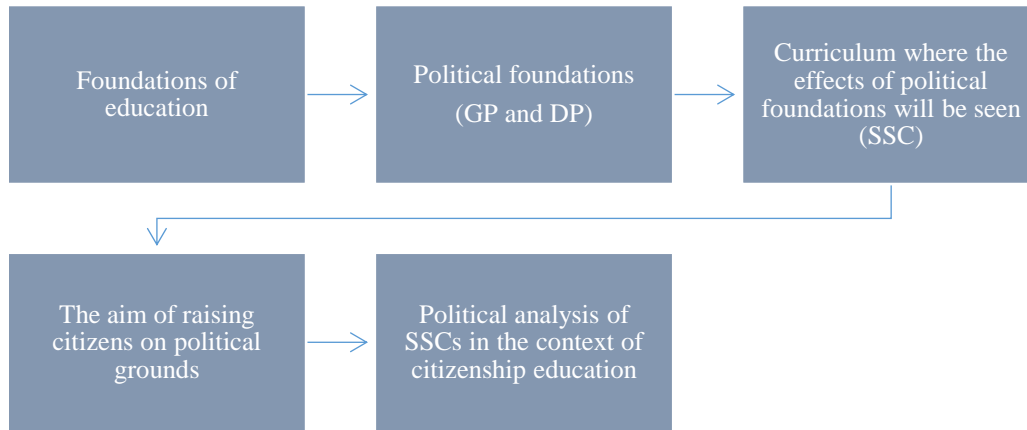 Foundations of
education
Political foundations
(GP and DP)
Curriculum where the
effects of political
foundations will be seen
(SSC)
The aim of raising
citizens on political
grounds
Political analysis of
SSCs in the context of
citizenship education